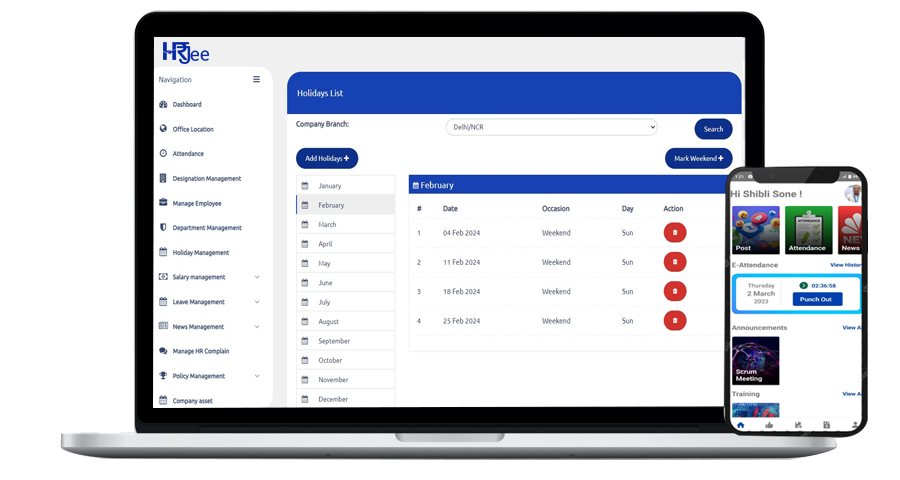 HRJee
Navigation
Dashboard
Office Location
Attendance
Designation Management
Manage Employee
Department Management
Holiday Management
Salary management
Leave Management
News Management
Manage HR Complain
Policy Management
Company asset
Holidays List
Company Branch:
Delhi/NCR
Search
Add Holidays +
Mark Weekend +
January
February
March
April
May
June
July
August
September
October
November
December
February
# Date Occasion Day Action
1 04 Feb 2024 Weekend Sun
2 11 Feb 2024 Weekend Sun
3 18 Feb 2024 Weekend Sun
4 25 Feb 2024 Weekend Sun
Hi Shibli Sone !
Post
Attendance
News
E-Attendance View Histor
Thursday
2 March
2023
02:36:58
Punch Out
Announcements View A
Scrum
Meeting
Training View A